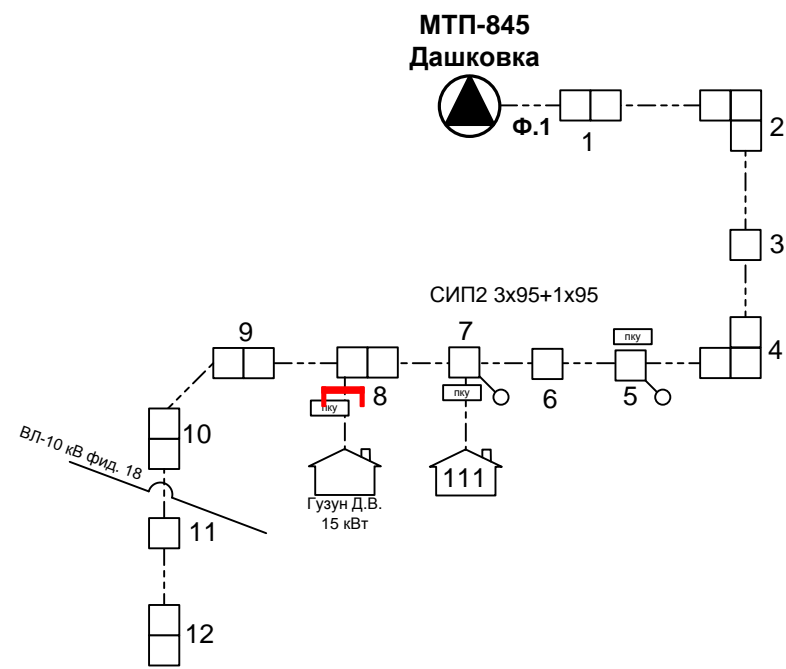 МТП-845
Дашковка
Ф.1
1
2
3
СИП2 3х95+1х95
4
пку
5
6
7
пку
8
пку
9
10
ВЛ-10 кВ фид. 18
111
Гузун Д.В.
15 кВт
11
12